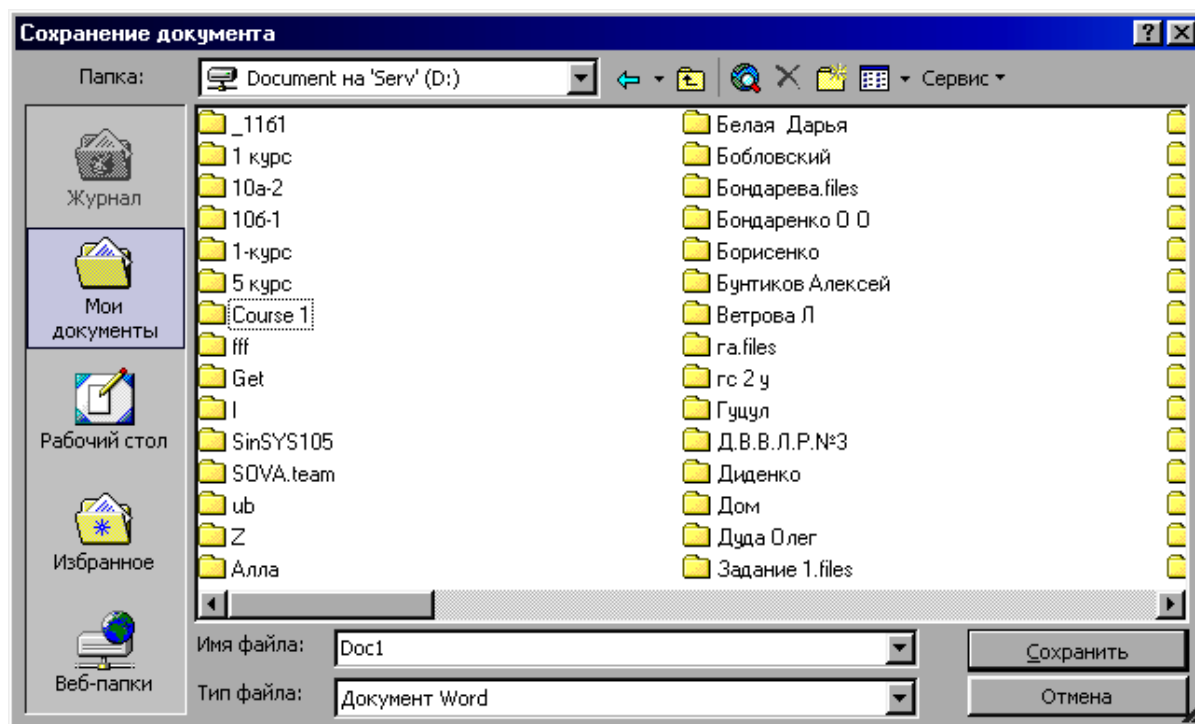 Сохранение документа
Папка:
Document на 'Serv' (D:)
Сервис
Журнал
Мои
документы
Рабочий стол
Избранное
Веб-папки
_1161
1 курс
10а-2
10б-1
1-курс
5 курс
Course 1
fff
Get
I
SinSYS105
SOVA.team
ub
Z
Алла
Белая Дарья
Бобловский
Бондарева.files
Бондаренко О О
Борисенко
Бунтиков Алексей
Ветрова Л
га.files
гс 2 у
Гуцул
Д.В.В.Л.Р.№3
Диденко
Дом
Дуда Олег
Задание 1.files
Имя файла:
Doc1
Сохранить
Тип файла:
Документ Word
Отмена